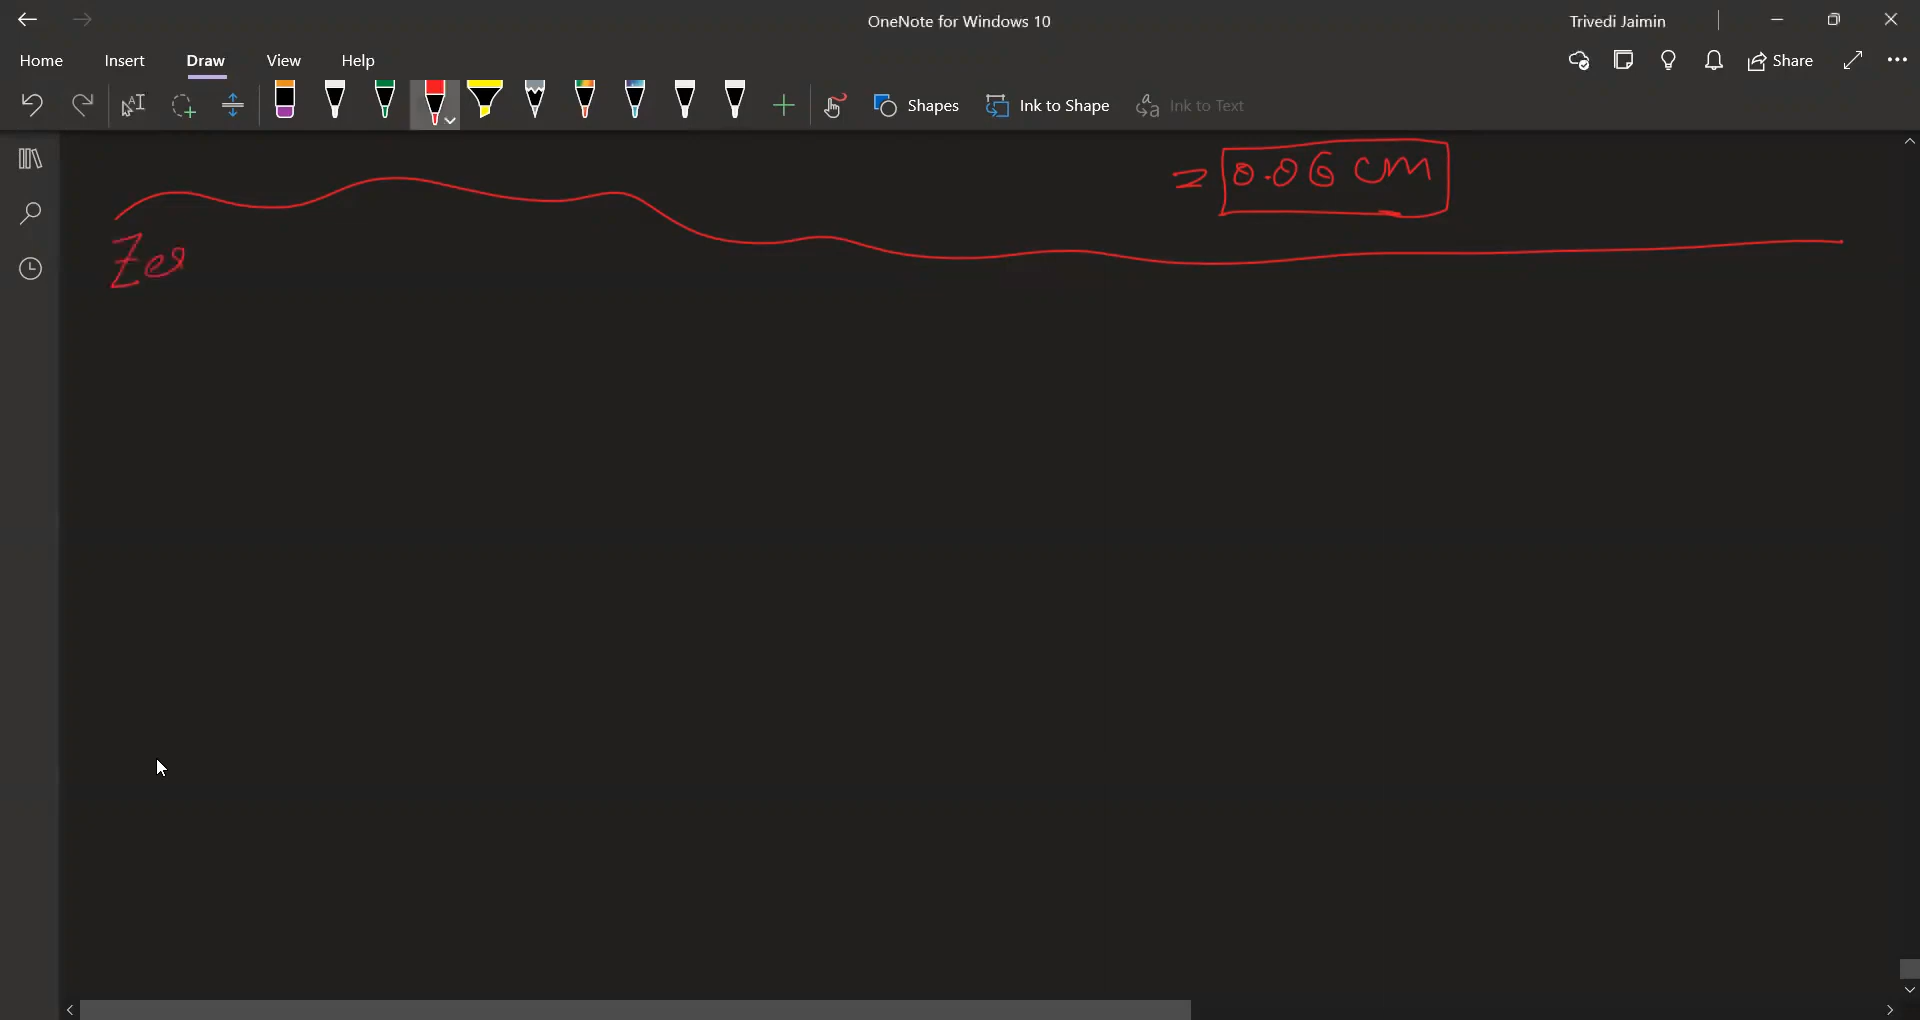 OneNote for Windows 10
Trivedi Jaimin
Home Insert Draw View Help
Share
Shapes Ink to Shape Ink to Text
= 0.06 cm
Zer